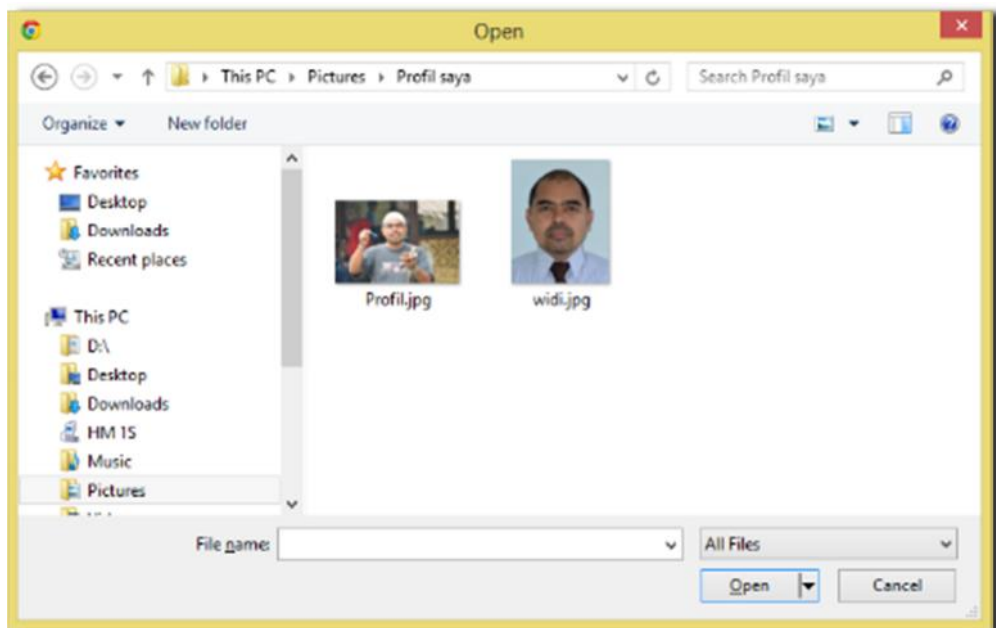 Open
This PC Pictures Profil saya
Search Profil saya
Organize
New folder
Favorites
Desktop
Downloads
Recent places
This PC
D:\
Desktop
Downloads
HM 1S
Music
Pictures
Profil.jpg
widi.jpg
File name:
All Files
Open
Cancel